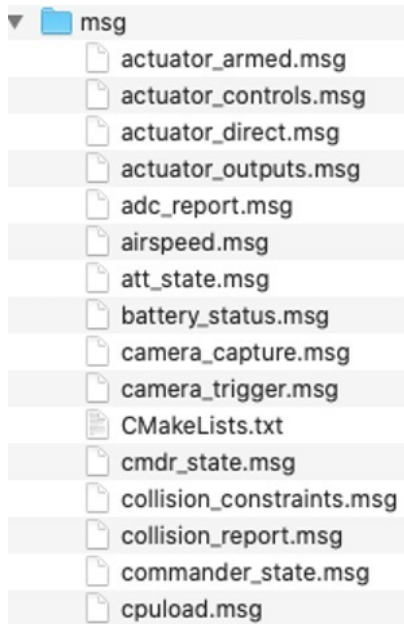 msg
actuator_armed.msg
actuator_controls.msg
actuator_direct.msg
actuator_outputs.msg
adc_report.msg
airspeed.msg
att_state.msg
battery_status.msg
camera_capture.msg
camera_trigger.msg
CMakeLists.txt
cmdr_state.msg
collision_constraints.msg
collision_report.msg
commander_state.msg
cpuload.msg